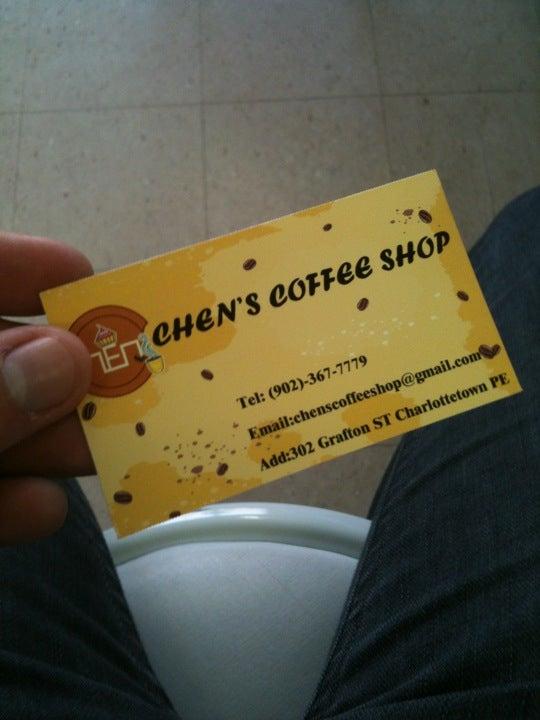 CHEN'S COFFEE SHOP
Tel: (902)-367-7779
Email:chenscoffeeshop@gmail.com
Add:302 Grafton ST Charlottetown PE